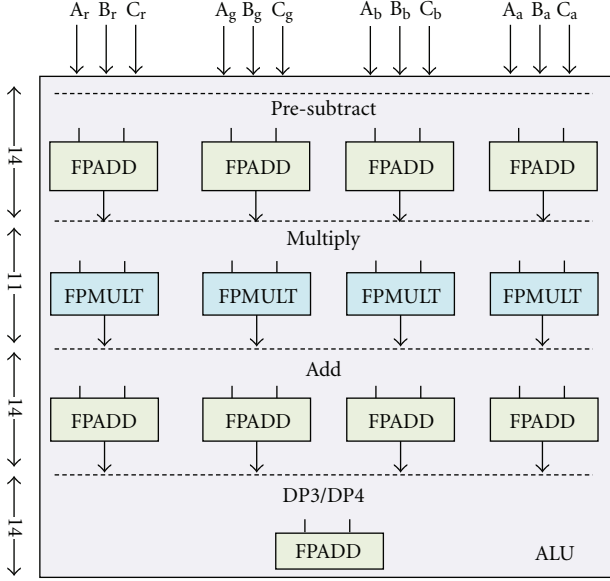 Ar Br Cr Ag Bg Cg Ab Bb Cb Aa Ba Ca
Pre-subtract
14
FPADD FPADD FPADD FPADD
Multiply
11
FPMULT FPMULT FPMULT FPMULT
Add
14
FPADD FPADD FPADD FPADD
DP3/DP4
14
FPADD
ALU